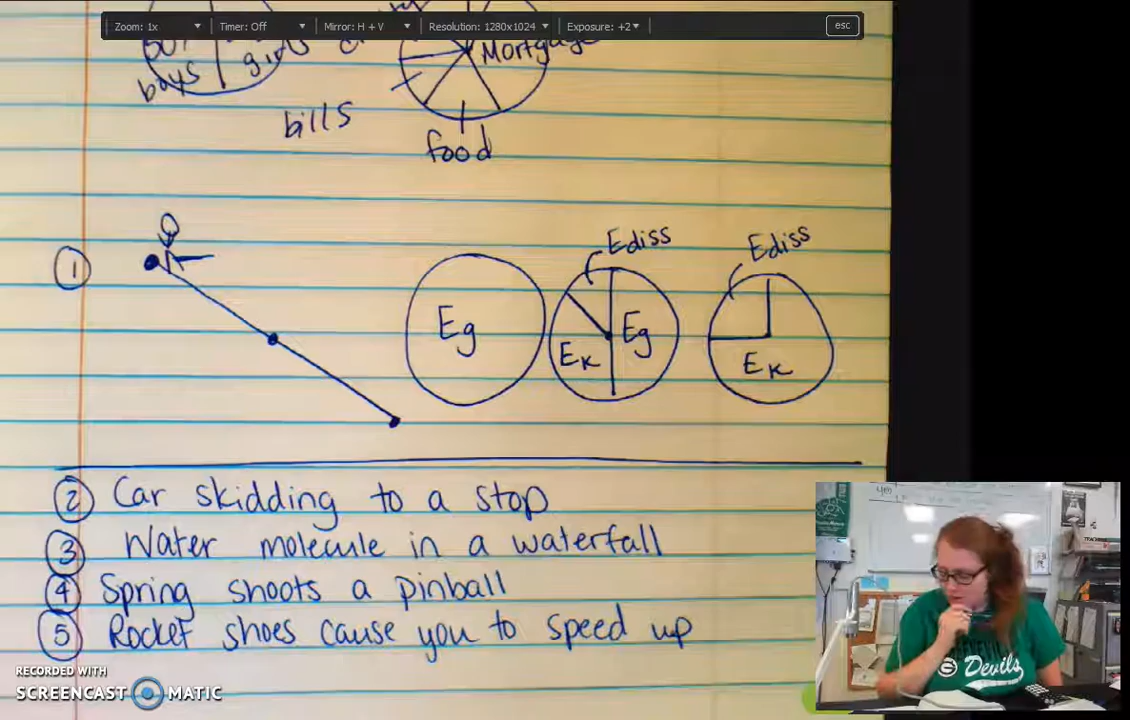 Zoom: 1x Timer: Off Mirror: H + V Resolution: 1280x1024 Exposure: +2 esc
boys girls
Mortgage
bills
food
1
Ediss Ediss
Eg Ek Eg Ek
2 Car skidding to a stop
3 Water molecule in a waterfall
4 Spring shoots a pinball
5 Rocket shoes cause you to speed up
RECORDED WITH
SCREENCAST MATIC
Devils